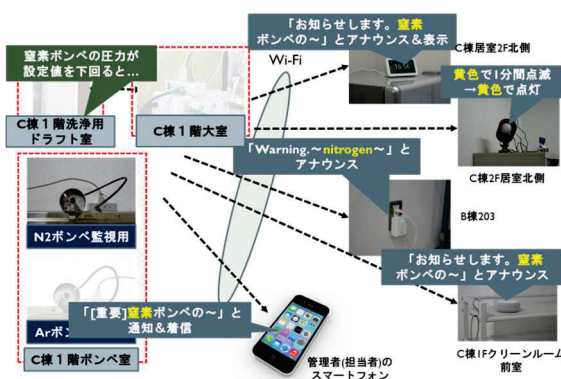 窒素ボンベの圧力が
設定値を下回ると…
C棟1階洗浄用
ドラフト室
C棟1階大室
Wi-Fi
「お知らせします。窒素
ボンベの～」とアナウンス&表示
C棟居室2F北側
黄色で1分間点滅
→黄色で点灯
C棟2F居室北側
「Warning.～nitrogen～」と
アナウンス
B棟203
「お知らせします。窒素
ボンベの～」とアナウンス
C棟1Fクリーンルーム
前室
N2ボンベ監視用
Arボン
C棟1階ボンベ室
「[重要]窒素ボンベの～」と
通知&着信
管理者(担当者)の
スマートフォン